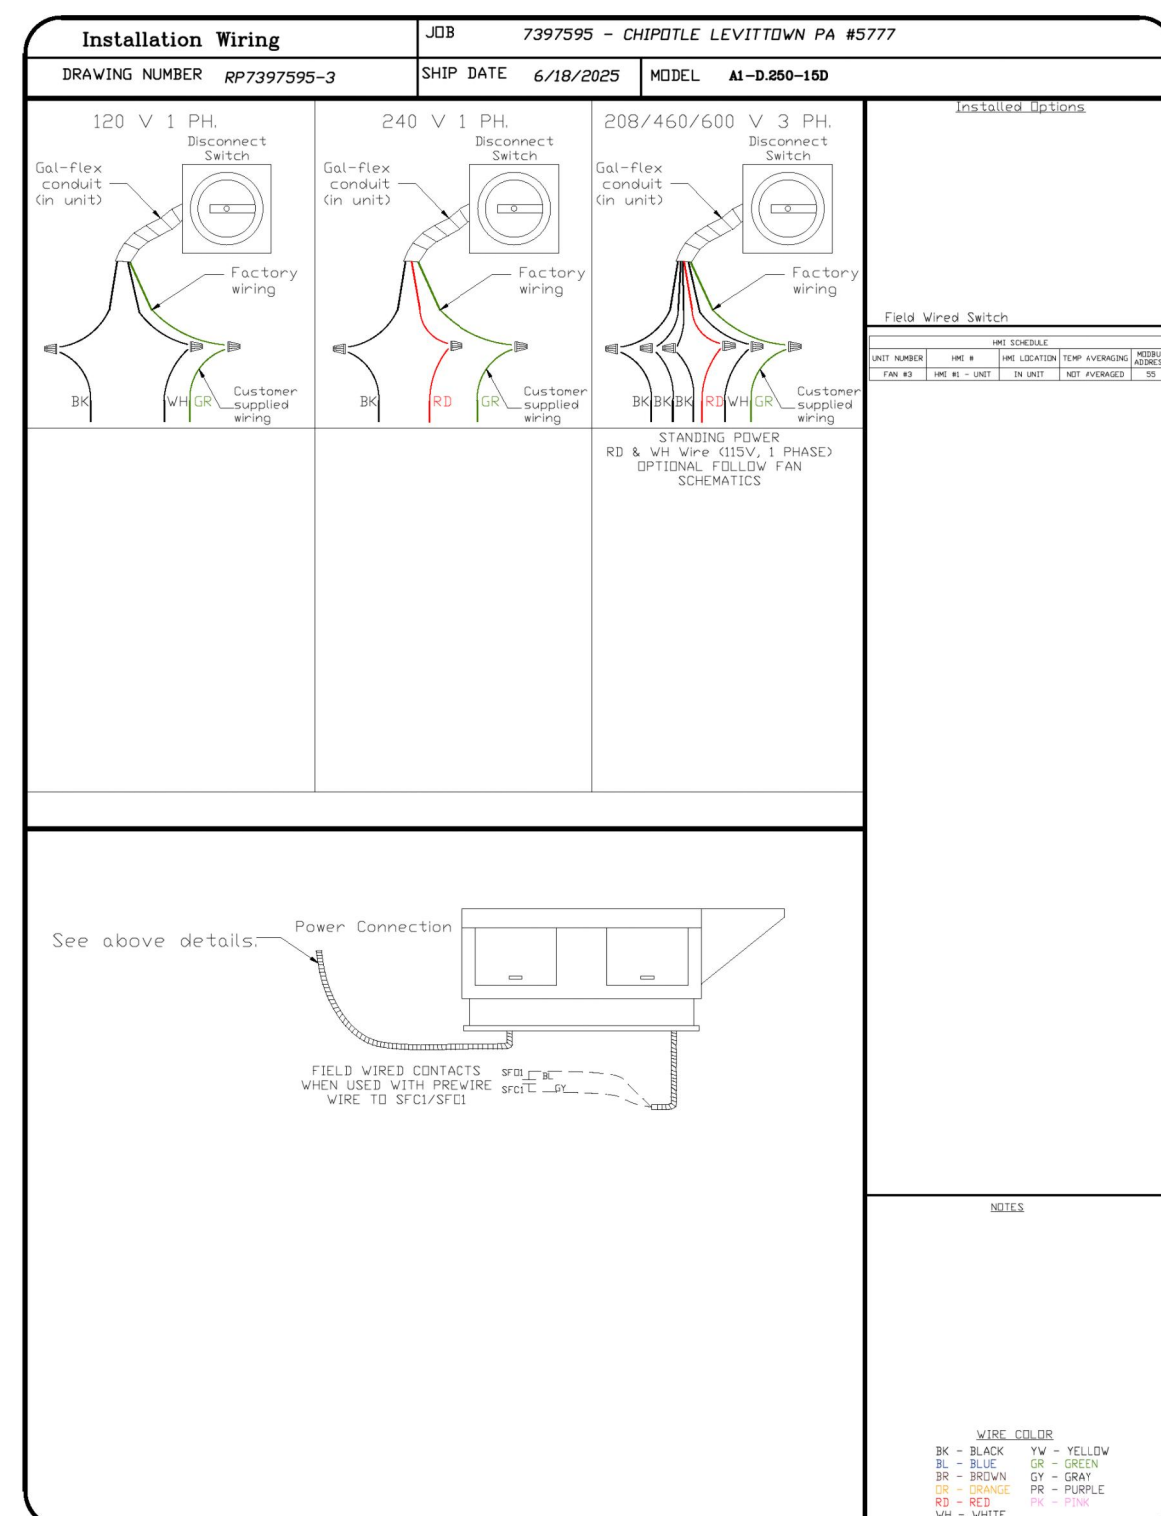 Installation Wiring
JOB 7397595 - CHIPOTLE LEVITTOWN PA #5777
DRAWING NUMBER RP7397595-3
SHIP DATE 6/18/2025
MODEL A1-D.250-15D
120 V 1 PH.
Disconnect
Switch
Gal-flex
conduit
(in unit)
Factory
wiring
Customer
supplied
wiring
BK WH GR
240 V 1 PH.
Disconnect
Switch
Gal-flex
conduit
(in unit)
Factory
wiring
Customer
supplied
wiring
BK RD GR
208/460/600 V 3 PH.
Disconnect
Switch
Gal-flex
conduit
(in unit)
Factory
wiring
Customer
supplied
wiring
BK BK BK RD WH GR
STANDING POWER
RD & WH Wire (115V, 1 PHASE)
OPTIONAL FOLLOW FAN
SCHEMATICS
Installed Options
Field Wired Switch
HMI SCHEDULE
UNIT NUMBER HMI # HMI LOCATION TEMP AVERAGING MODBU
ADDRES
FAN #3 HMI #1 - UNIT IN UNIT NOT AVERAGED 55
See above details.
Power Connection
FIELD WIRED CONTACTS
WHEN USED WITH PREWIRE
WIRE TO SFC1/SFO1
SFO1 BL
SFC1 GY
NOTES
WIRE COLOR
BK - BLACK YW - YELLOW
BL - BLUE GR - GREEN
BR - BROWN GY - GRAY
OR - ORANGE PR - PURPLE
RD - RED PK - PINK
WH - WHITE